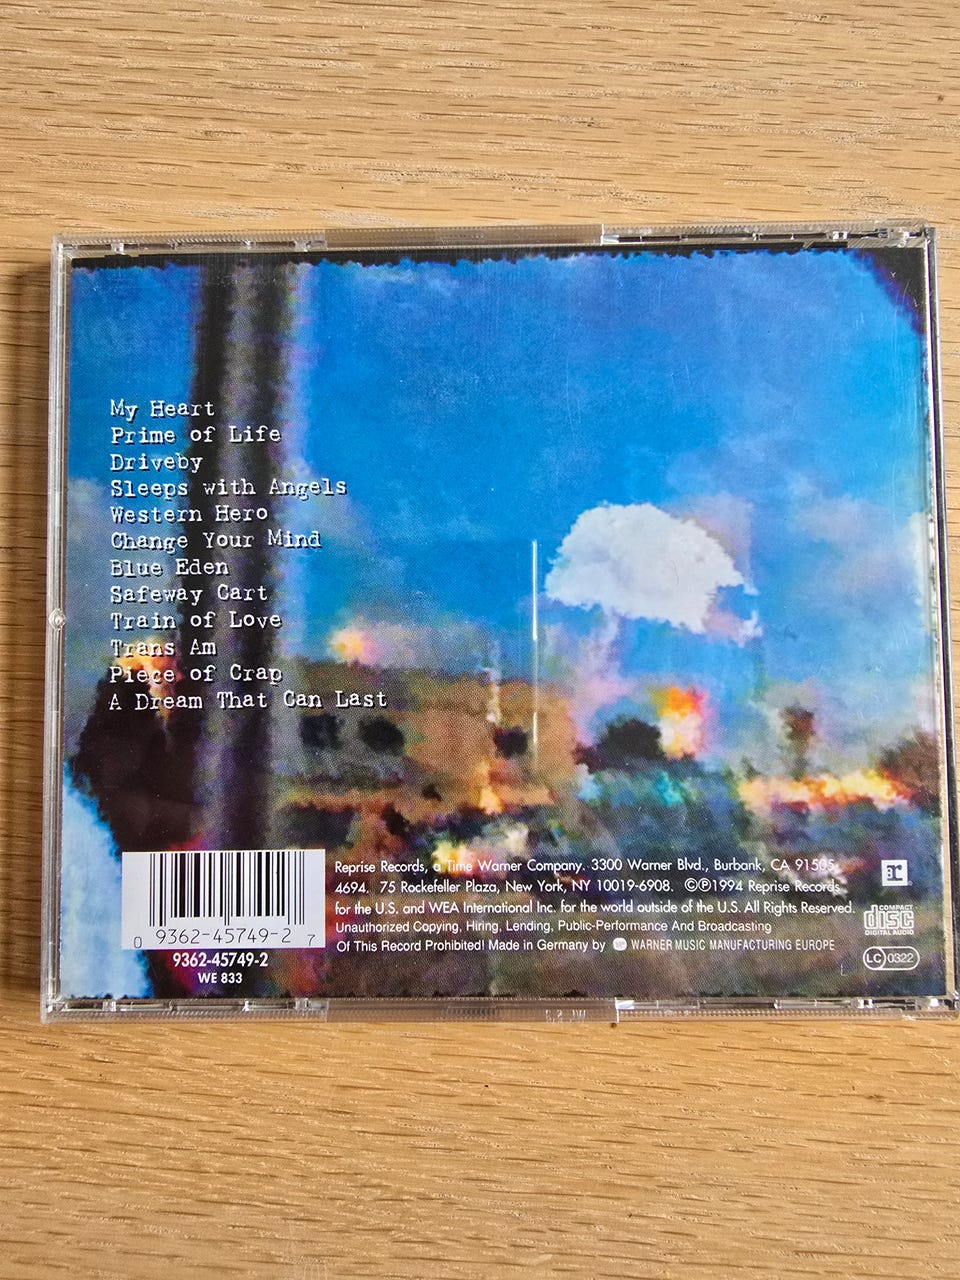 My Heart
Prime of Life
Driveby
Sleeps with Angels
Western Hero
Change Your Mind
Blue Eden
Safeway Cart
Train of Love
Trans Am
Piece of Crap
A Dream That Can Last
0 9362-45749-2 7
9362-45749-2
WE 833
Reprise Records, a Time Warner Company. 3300 Warner Blvd., Burbank, CA 91505-
4694. 75 Rockefeller Plaza, New York, NY 10019-6908. ©℗1994 Reprise Records
for the U.S. and WEA International Inc. for the world outside of the U.S. All Rights Reserved.
Unauthorized Copying, Hiring, Lending, Public-Performance And Broadcasting
Of This Record Prohibited! Made in Germany by WARNER MUSIC MANUFACTURING EUROPE
COMPACT
disc
DIGITAL AUDIO
LC 0322